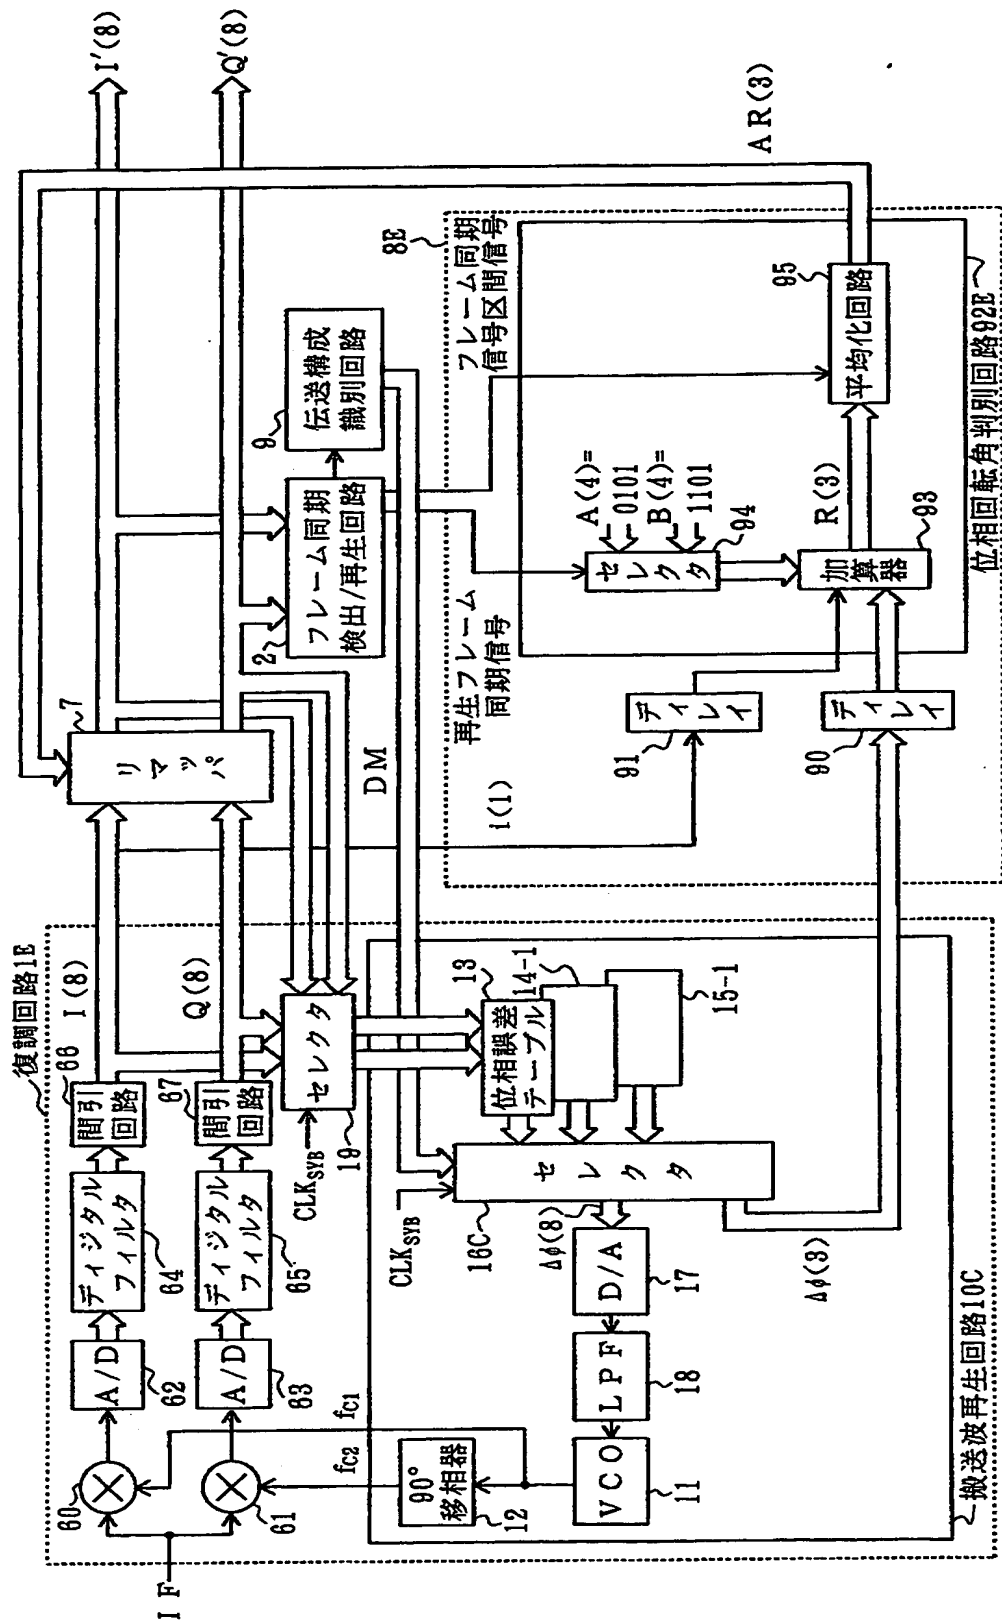 復調回路1E
IF
60
61
A/D
62
A/D
63
ディジタル
フィルタ
64
ディジタル
フィルタ
65
間引
回路
66
間引
回路
67
I(8)
Q(8)
リマッパ
7
I'(8)
Q'(8)
fC1
fC2
CLKSYB
セレクタ
19
フレーム同期
検出/再生回路
2
伝送構成
識別回路
9
DM
i(1)
搬送波再生回路10C
90°
移相器
12
VCO
11
LPF
18
D/A
17
Δφ(8)
CLKSYB
セレクタ
16C
位相誤差
テーブル
13
14-1
15-1
Δφ(3)
8E
再生フレーム
同期信号
フレーム同期
信号区間信号
ディレイ
91
ディレイ
90
A(4)=
0101
B(4)=
1101
セレクタ
94
加算器
93
R(3)
平均化回路
95
位相回転角判別回路92E
AR(3)